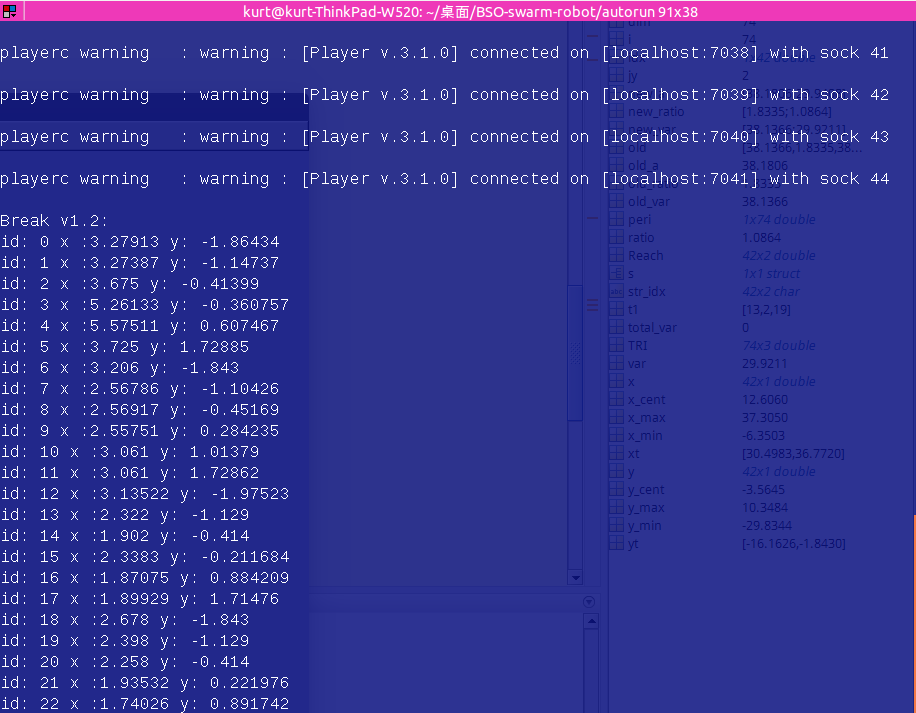 kurt@kurt-ThinkPad-W520: ~/桌面/BSO-swarm-robot/autorun 91x38
playerc warning   : warning : [Player v.3.1.0] connected on [localhost:7038] with sock 41
playerc warning   : warning : [Player v.3.1.0] connected on [localhost:7039] with sock 42
playerc warning   : warning : [Player v.3.1.0] connected on [localhost:7040] with sock 43
playerc warning   : warning : [Player v.3.1.0] connected on [localhost:7041] with sock 44
Break v1.2:
id: 0 x :3.27913 y: -1.86434
id: 1 x :3.27387 y: -1.14737
id: 2 x :3.675 y: -0.41399
id: 3 x :5.26133 y: -0.360757
id: 4 x :5.57511 y: 0.607467
id: 5 x :3.725 y: 1.72885
id: 6 x :3.206 y: -1.843
id: 7 x :2.56786 y: -1.10426
id: 8 x :2.56917 y: -0.45169
id: 9 x :2.55751 y: 0.284235
id: 10 x :3.061 y: 1.01379
id: 11 x :3.061 y: 1.72862
id: 12 x :3.13522 y: -1.97523
id: 13 x :2.322 y: -1.129
id: 14 x :1.902 y: -0.414
id: 15 x :2.3383 y: -0.211684
id: 16 x :1.87075 y: 0.884209
id: 17 x :1.89929 y: 1.71476
id: 18 x :2.678 y: -1.843
id: 19 x :2.398 y: -1.129
id: 20 x :2.258 y: -0.414
id: 21 x :1.93532 y: 0.221976
id: 22 x :1.74026 y: 0.891742
i 74
jy 2
new_ratio [1.8335;1.0864]
old [38.1366,1.8335,38...
old_a 38.1806
old_var 38.1366
peri 1x74 double
ratio 1.0864
Reach 42x2 double
s 1x1 struct
str_idx 42x2 char
t1 [13,2,19]
total_var 0
TRI 74x3 double
var 29.9211
x 42x1 double
x_cent 12.6060
x_max 37.3050
x_min -6.3503
xt [30.4983,36.7720]
y 42x1 double
y_cent -3.5645
y_max 10.3484
y_min -29.8344
yt [-16.1626,-1.8430]